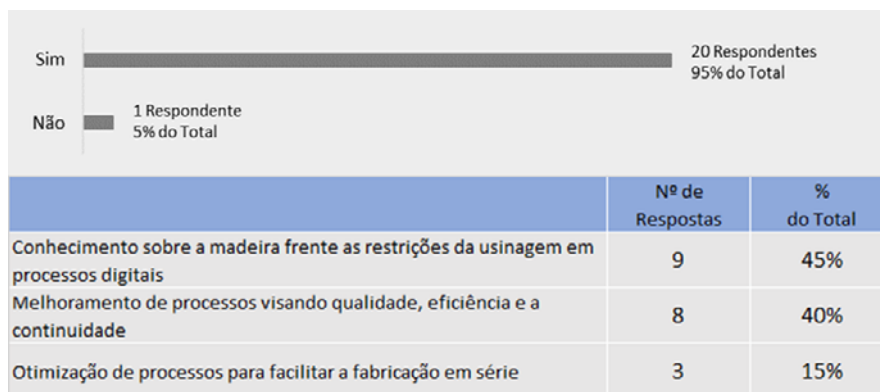 Sim
20 Respondentes
95% do Total
Não
1 Respondente
5% do Total
Nº de
Respostas
%
do Total
Conhecimento sobre a madeira frente as restrições da usinagem em
processos digitais
9
45%
Melhoramento de processos visando qualidade, eficiência e a
continuidade
8
40%
Otimização de processos para facilitar a fabricação em série
3
15%